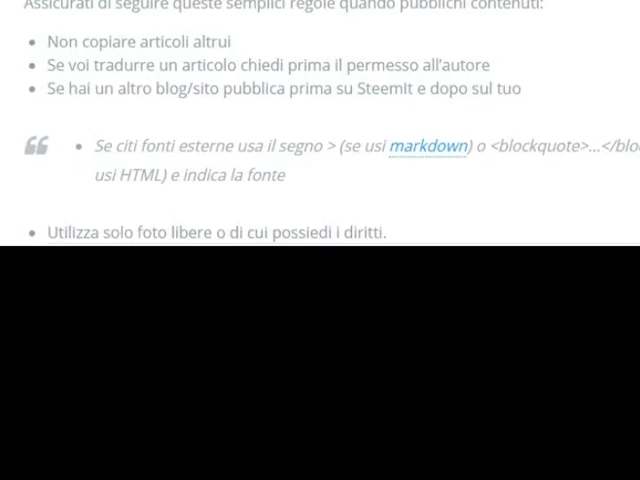 Assicurati di seguire queste semplici regole quando pubblichi contenuti:
Non copiare articoli altrui
Se voi tradurre un articolo chiedi prima il permesso all’autore
Se hai un altro blog/sito pubblica prima su SteemIt e dopo sul tuo
Se citi fonti esterne usa il segno > (se usi markdown) o <blockquote>...</bloc
usi HTML) e indica la fonte
Utilizza solo foto libere o di cui possiedi i diritti.